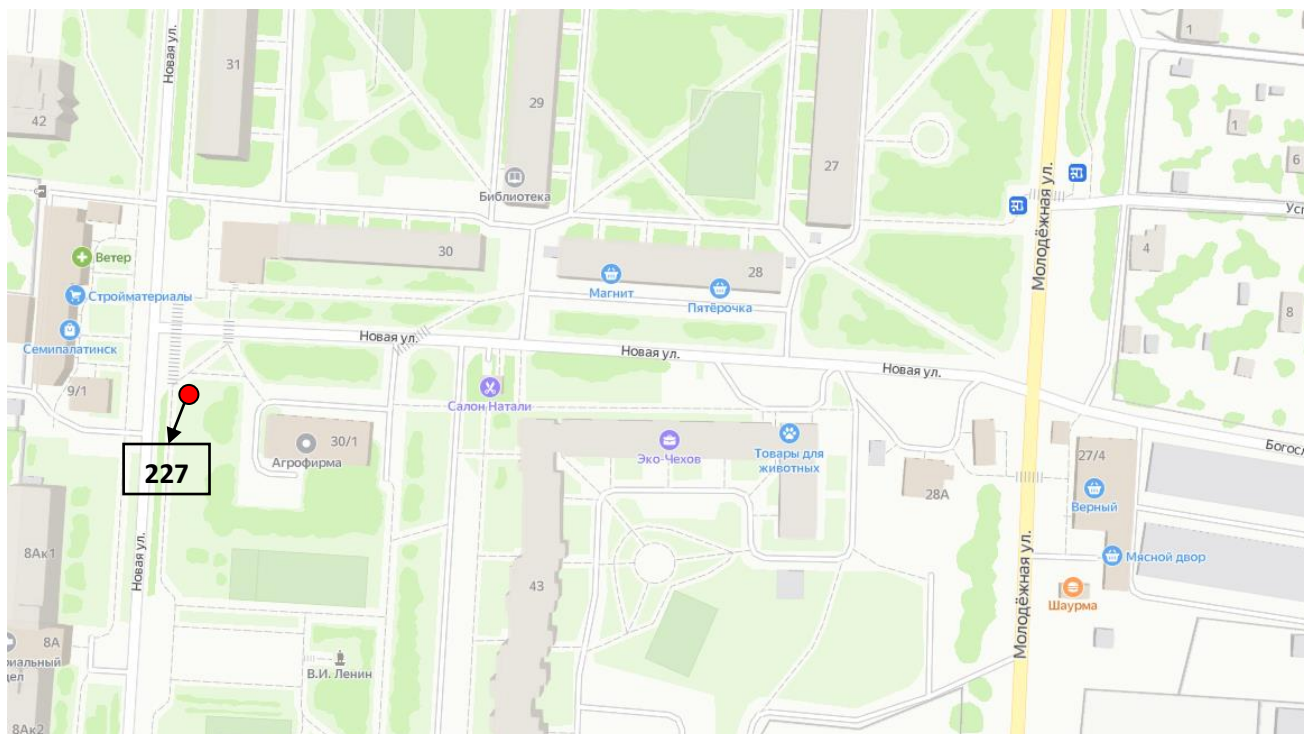 Новая ул.
31
42
29
Библиотека
27
Молодёжная ул.
1
1
6
Усп
4
8
Ветер
Стройматериалы
Семипалатинск
9/1
30
28
Магнит
Пятёрочка
Новая ул.
Новая ул.
Новая ул.
Богосл
Салон Натали
30/1
Агрофирма
227
Эко-Чехов
Товары для
животных
28А
27/4
Верный
Мясной двор
Шаурма
Молодёжная ул.
8Ак1
Новая ул.
43
8А
риальный
дел
В.И. Ленин
8Ак2